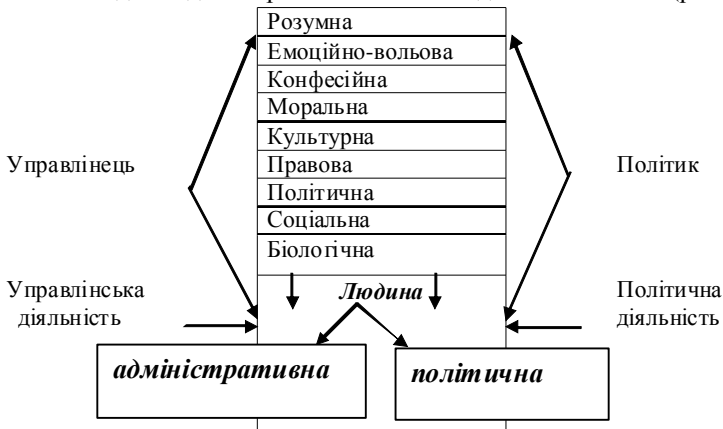 Розумна
Емоційно-вольова
Конфесійна
Моральна
Культурна
Управлінець
Правова
Політик
Політична
Соціальна
Біологічна
Управлінська
діяльність
Людина
Політична
діяльність
адміністративна
політична